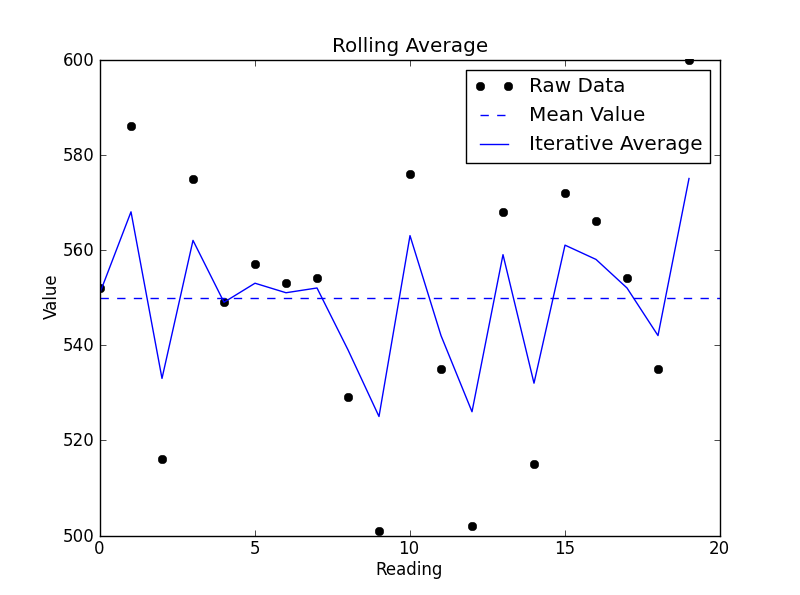 Rolling Average
600
580
560
540
520
500
Value
Raw Data
Mean Value
Iterative Average
0 5 10 15 20
Reading